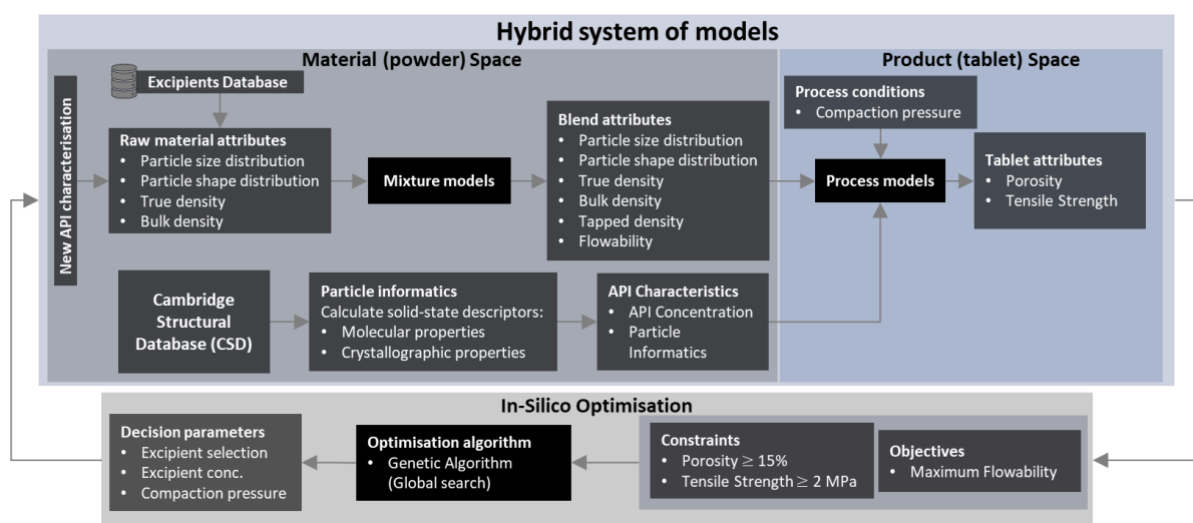 Hybrid system of models
Material (powder) Space
Product (tablet) Space
New API characterisation
Excipients Database
Raw material attributes
• Particle size distribution
• Particle shape distribution
• True density
• Bulk density
Mixture models
Blend attributes
• Particle size distribution
• Particle shape distribution
• True density
• Bulk density
• Tapped density
• Flowability
Process conditions
• Compaction pressure
Process models
Tablet attributes
• Porosity
• Tensile Strength
Cambridge
Structural
Database (CSD)
Particle informatics
Calculate solid-state descriptors:
• Molecular properties
• Crystallographic properties
API Characteristics
• API Concentration
• Particle
Informatics
In-Silico Optimisation
Decision parameters
• Excipient selection
• Excipient conc.
• Compaction pressure
Optimisation algorithm
• Genetic Algorithm
(Global search)
Constraints
• Porosity ≥ 15%
• Tensile Strength ≥ 2 MPa
Objectives
• Maximum Flowability